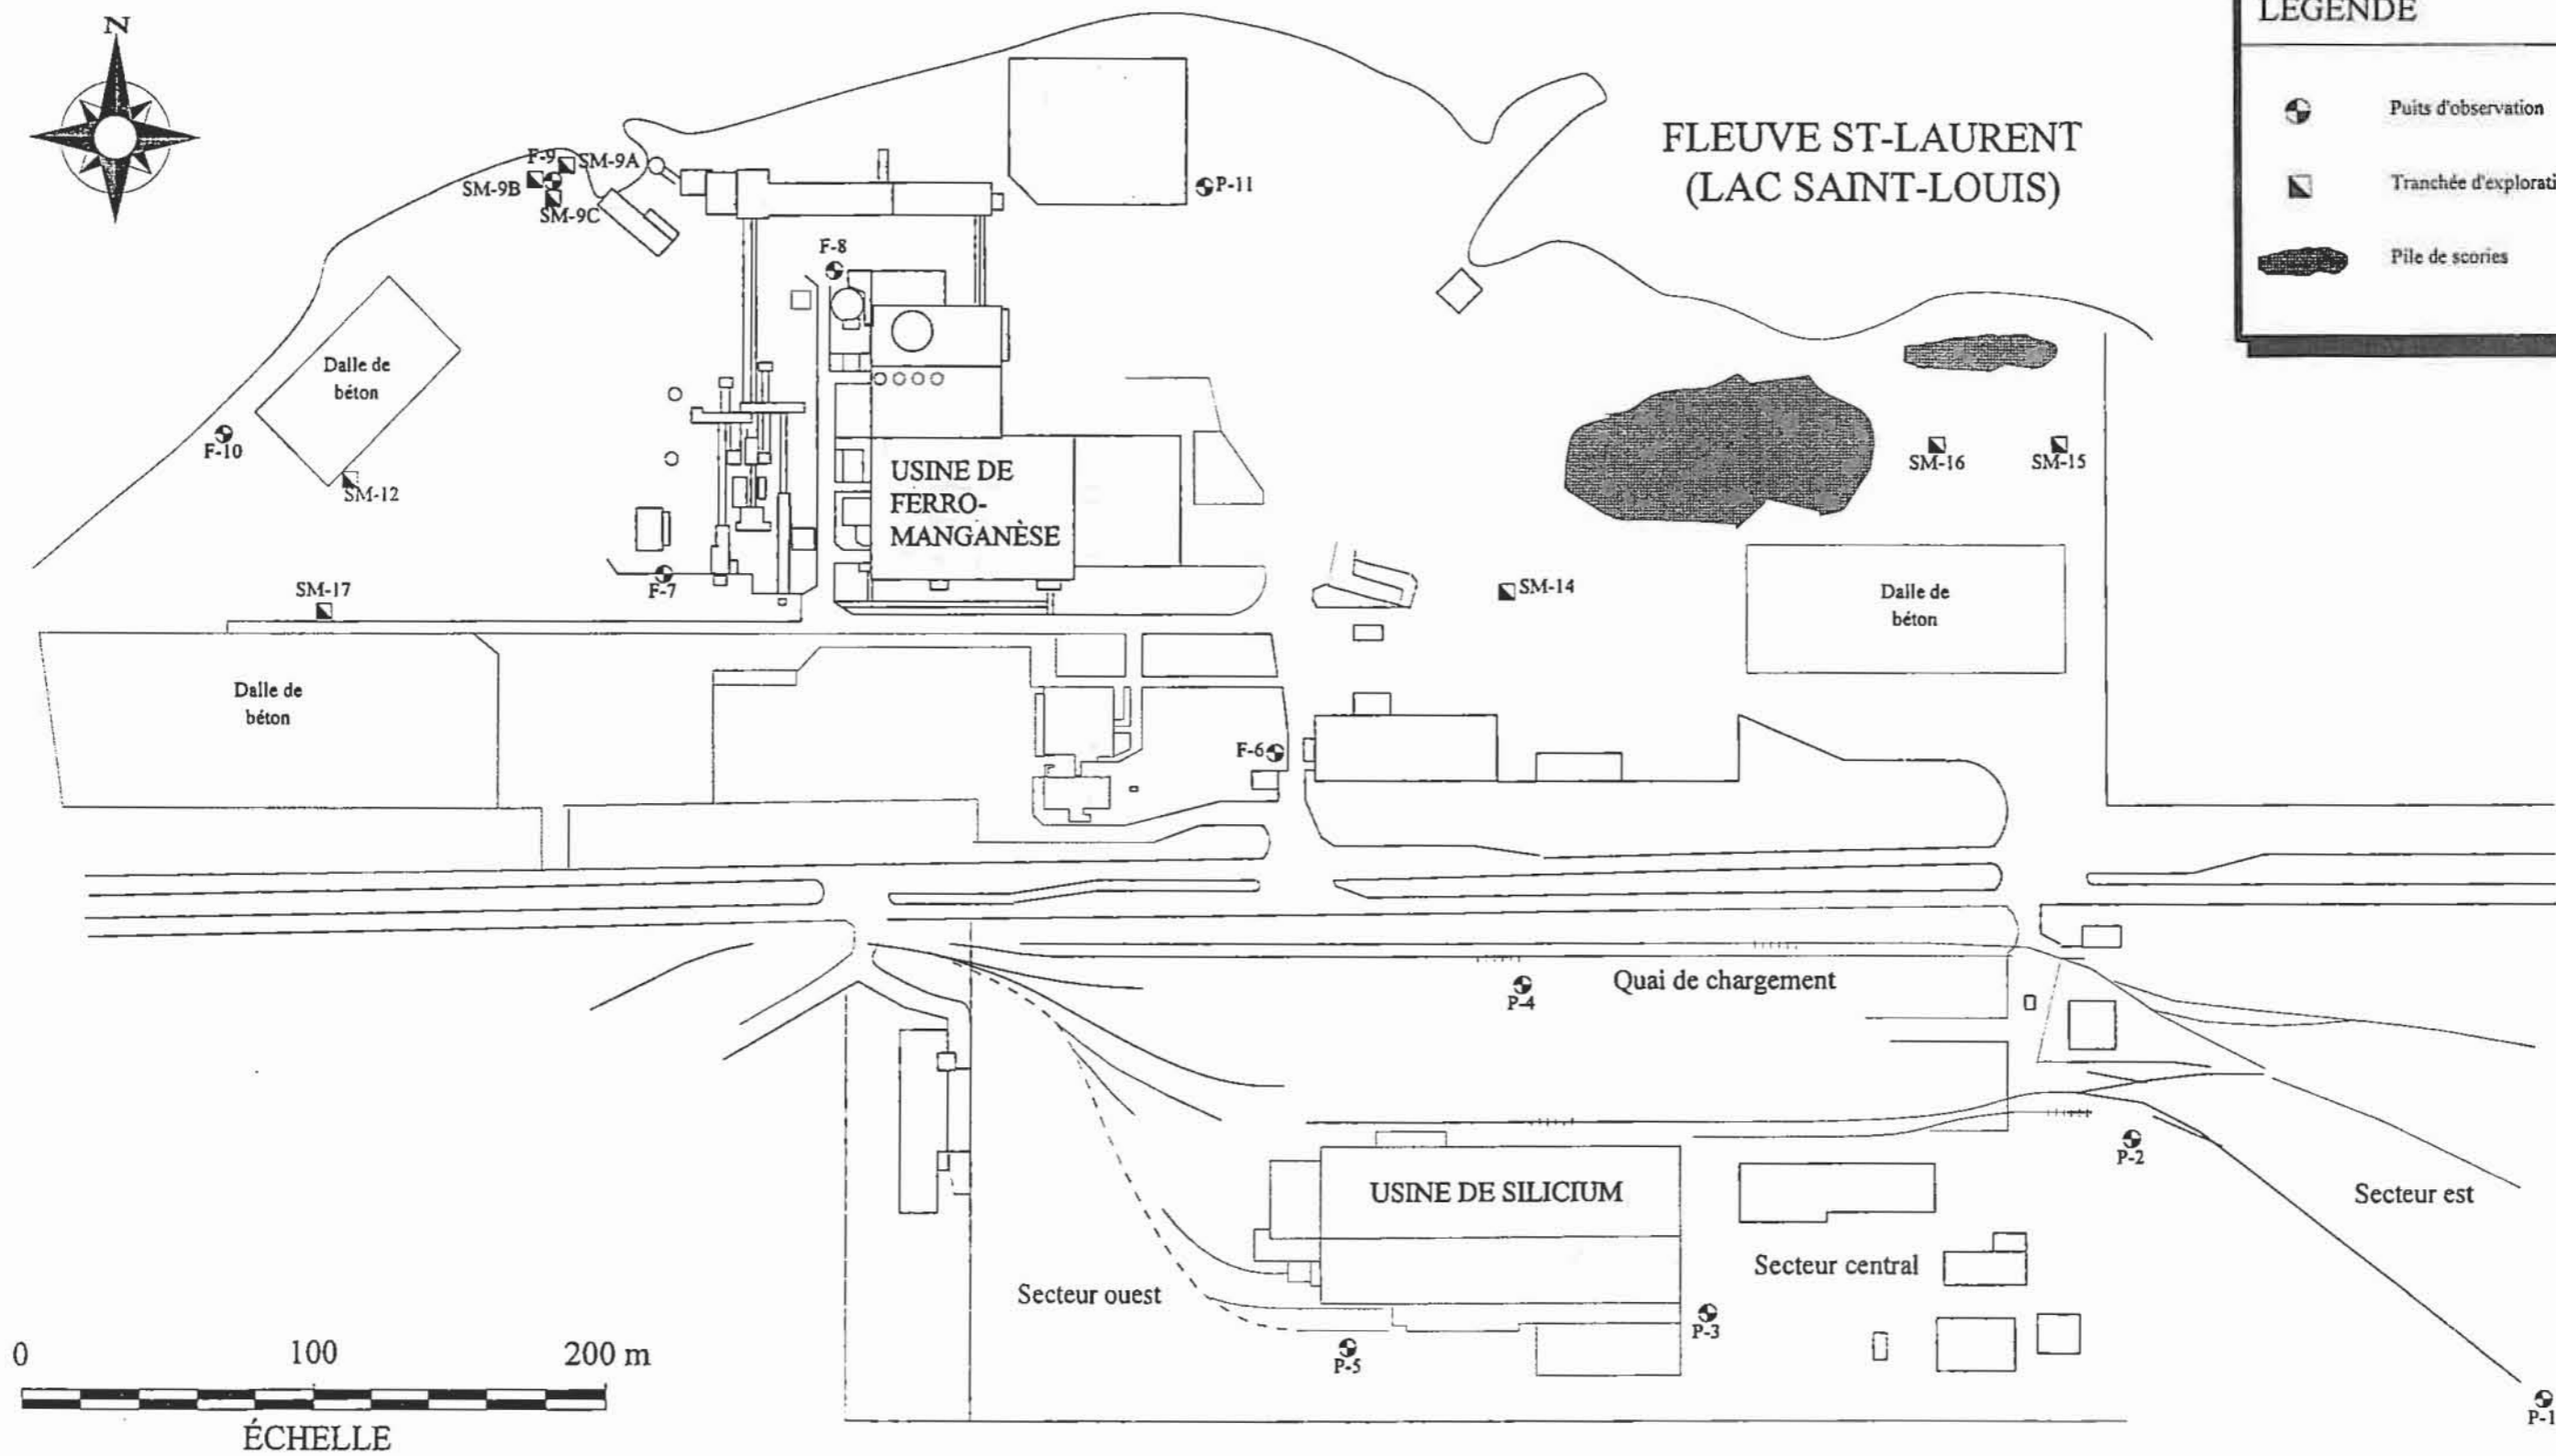 N
LÉGENDE
Puits d'observation
Tranchée d'explorati
Pile de scories
FLEUVE ST-LAURENT
(LAC SAINT-LOUIS)
F-9
SM-9A
SM-9B
SM-9C
P-11
F-8
Dalle de
béton
F-10
SM-12
USINE DE
FERRO-
MANGANÈSE
SM-16
SM-15
SM-17
F-7
SM-14
Dalle de
béton
Dalle de
béton
F-6
Quai de chargement
P-4
P-2
USINE DE SILICIUM
Secteur est
Secteur central
Secteur ouest
P-3
P-5
P-1
0 100 200 m
ÉCHELLE